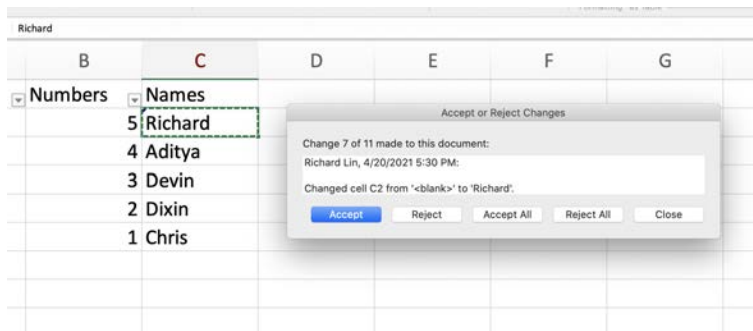 Richard
B C D E F G
Numbers Names
5 Richard
4 Aditya
3 Devin
2 Dixin
1 Chris
Accept or Reject Changes
Change 7 of 11 made to this document:
Richard Lin, 4/20/2021 5:30 PM:
Changed cell C2 from '<blank>' to 'Richard'.
Accept Reject Accept All Reject All Close